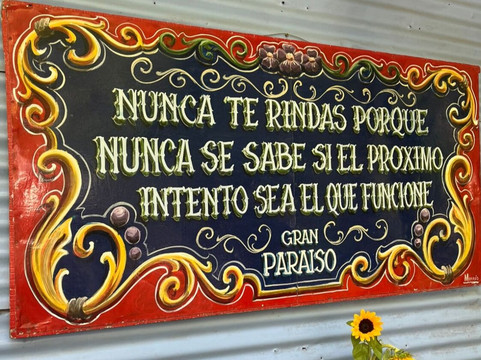 NUNCA TE RINDAS PORQUE
NUNCA SE SABE SI EL PROXIMO
INTENTO SEA EL QUE FUNCIONE
GRAN
PARAISO